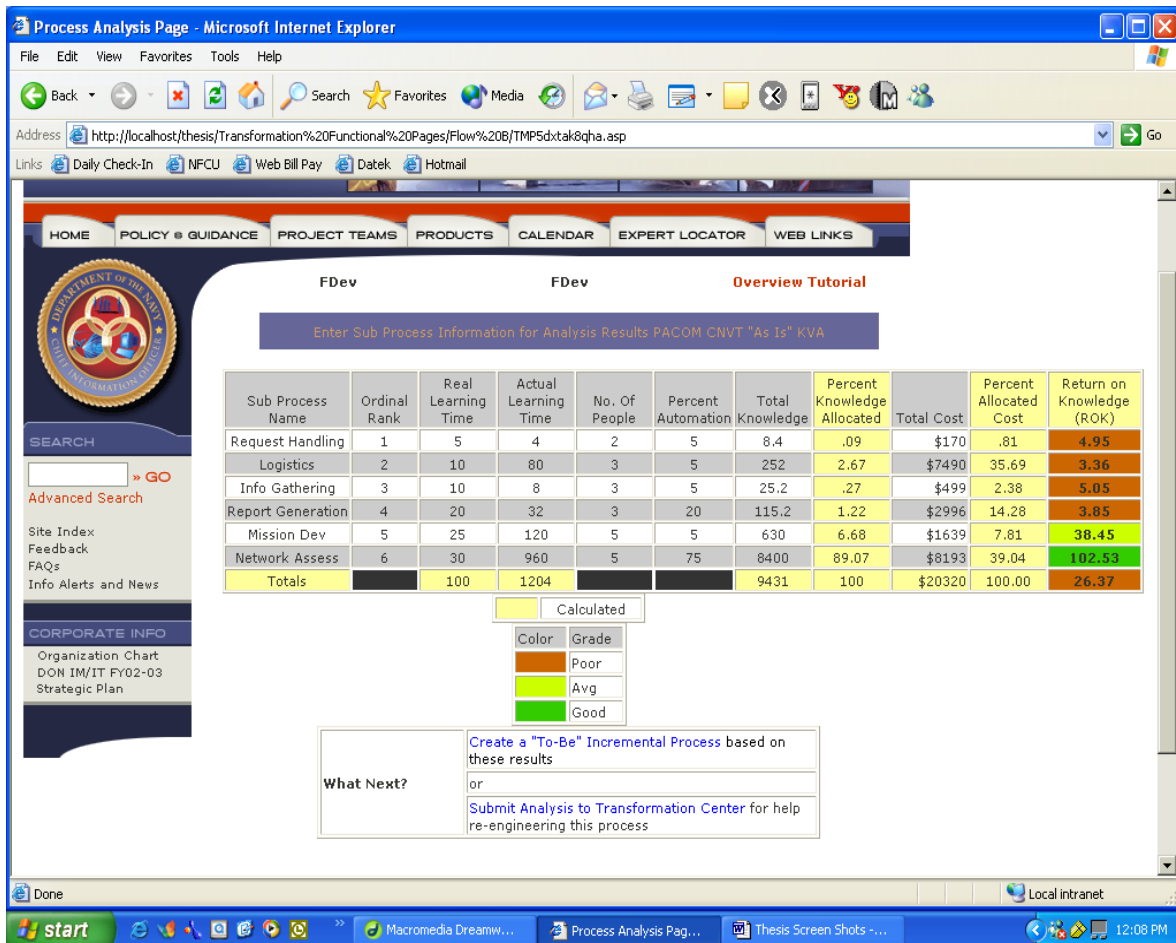 Process Analysis Page - Microsoft Internet Explorer
File Edit View Favorites Tools Help
Back Search Favorites Media
Address http://localhost/thesis/Transformation%20Functional%20Pages/Flow%20B/TMP5dxtak8qha.asp Go
Links Daily Check-In NFCU Web Bill Pay Datek Hotmail
HOME POLICY & GUIDANCE PROJECT TEAMS PRODUCTS CALENDAR EXPERT LOCATOR WEB LINKS
DEPARTMENT OF THE NAVY
CHIEF INFORMATION OFFICER
SEARCH
» GO
Advanced Search
Site Index
Feedback
FAQs
Info Alerts and News
CORPORATE INFO
Organization Chart
DON IM/IT FY02-03
Strategic Plan
FDev FDev Overview Tutorial
Enter Sub Process Information for Analysis Results PACOM CNVT "As Is" KVA
Sub Process Name Ordinal Rank Real Learning Time Actual Learning Time No. Of People Percent Automation Total Knowledge Percent Knowledge Allocated Total Cost Percent Allocated Cost Return on Knowledge (ROK)
Request Handling 1 5 4 2 5 8.4 .09 $170 .81 4.95
Logistics 2 10 80 3 5 252 2.67 $7490 35.69 3.36
Info Gathering 3 10 8 3 5 25.2 .27 $499 2.38 5.05
Report Generation 4 20 32 3 20 115.2 1.22 $2996 14.28 3.85
Mission Dev 5 25 120 5 5 630 6.68 $1639 7.81 38.45
Network Assess 6 30 960 5 75 8400 89.07 $8193 39.04 102.53
Totals 100 1204 9431 100 $20320 100.00 26.37
Calculated
Color Grade
Poor
Avg
Good
What Next?
Create a "To-Be" Incremental Process based on
these results
or
Submit Analysis to Transformation Center for help
re-engineering this process
Done Local intranet
start Macromedia Dreamw... Process Analysis Pag... Thesis Screen Shots -... 12:08 PM